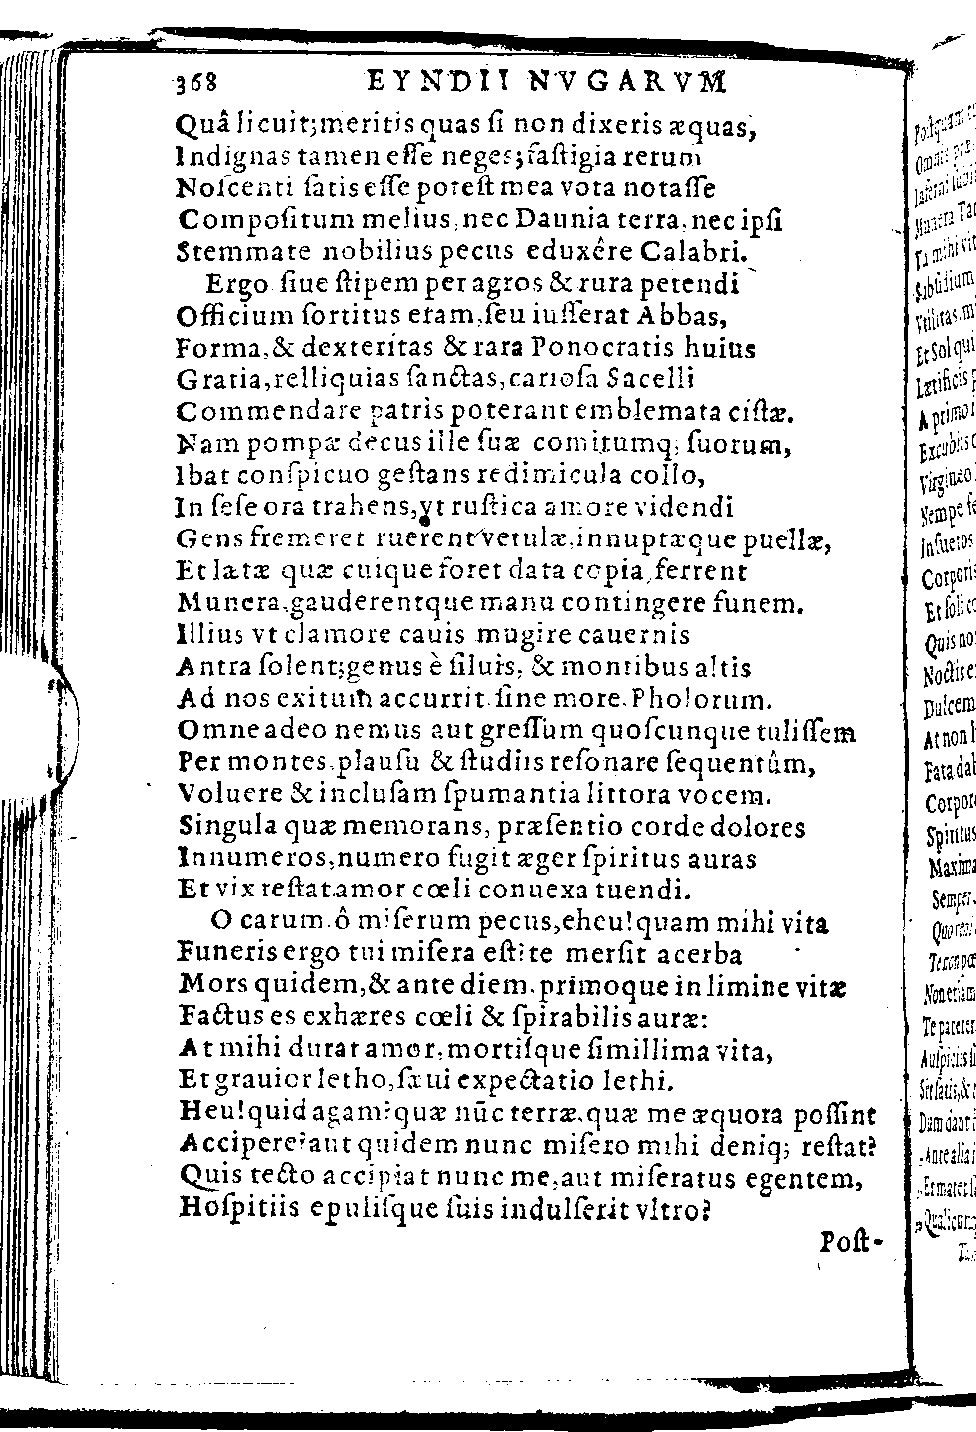 368 EYNDII NVGARVM
Quâ licuit;meritis quas ſi non dixeris æquas,
Indignas tamen eſſe neges;faſtigia rerum
Noſcenti ſatis eſſe poteſt mea vota notaſſe
Compoſitum melius,nec Daunia terra,nec ipſi
Stemmate nobilius pecus eduxêre Calabri.
Ergo ſiue ſtipem per agros & rura petendi
Officium ſortitus eram,ſeu iuſſerat Abbas,
Forma,& dexteritas & rara Ponocratis huius
Gratia,relliquias ſanctas,carioſa Sacelli
Commendare patris poterant emblemata ciſtæ.
Nam pompæ decus ille ſuæ comitumq; ſuorum,
Ibat conſpicuo geſtans redimicula collo,
In ſeſe ora trahens,vt ruſtica amore videndi
Gens fremeret ruerent vetulæ,innuptæque puellæ,
Et lætæ quæ cuique foret data copia,ferrent
Munera,gauderentque manu contingere funem.
Illius vt clamore cauis mugire cauernis
Antra ſolent;genus è ſiluis, & montibus altis
Ad nos exitum accurrit ſine more Pholorum.
Omne adeo nemus aut greſſum quoſcunque tuliſſem
Per montes,plauſu & ſtudiis reſonare ſequentûm,
Voluere & incluſam ſpumantia littora vocem.
Singula quæ memorans, præſentio corde dolores
Innumeros,numero fugit æger ſpiritus auras
Et vix reſtat amor cœli conuexa tuendi.
O carum ô miſerum pecus,eheu!quam mihi vita
Funeris ergo tui miſera eſt!te merſit acerba
Mors quidem,& ante diem,primoque in limine vitæ
Factus es exhæres cœli & ſpirabilis auræ:
At mihi durat amor,mortiſque ſimillima vita,
Et grauior letho,ſæui expectatio lethi.
Heu!quid agam?quæ nūc terræ,quæ me æquora poſſint
Accipere?aut quidem nunc miſero mihi deniq; reſtat?
Quis tecto accipiat nunc me,aut miſeratus egentem,
Hoſpitiis epuliſque ſuis indulſerit vltro?
Poſt-